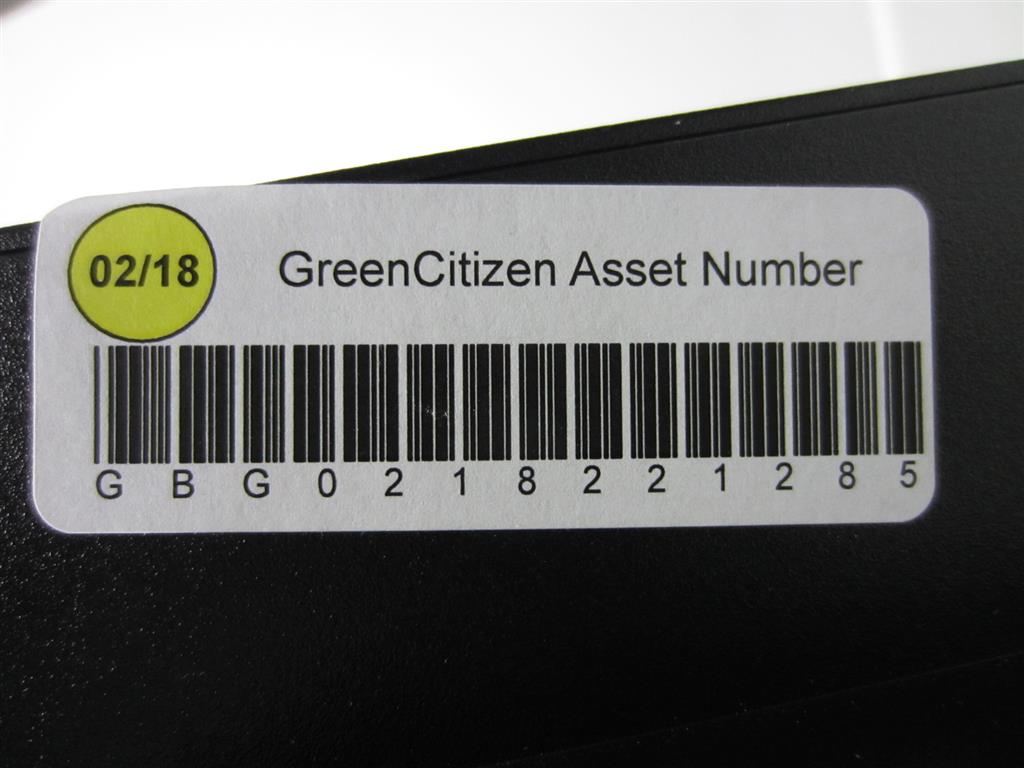 02/18
GreenCitizen Asset Number
G B G 0 2 1 8 2 2 1 2 8 5